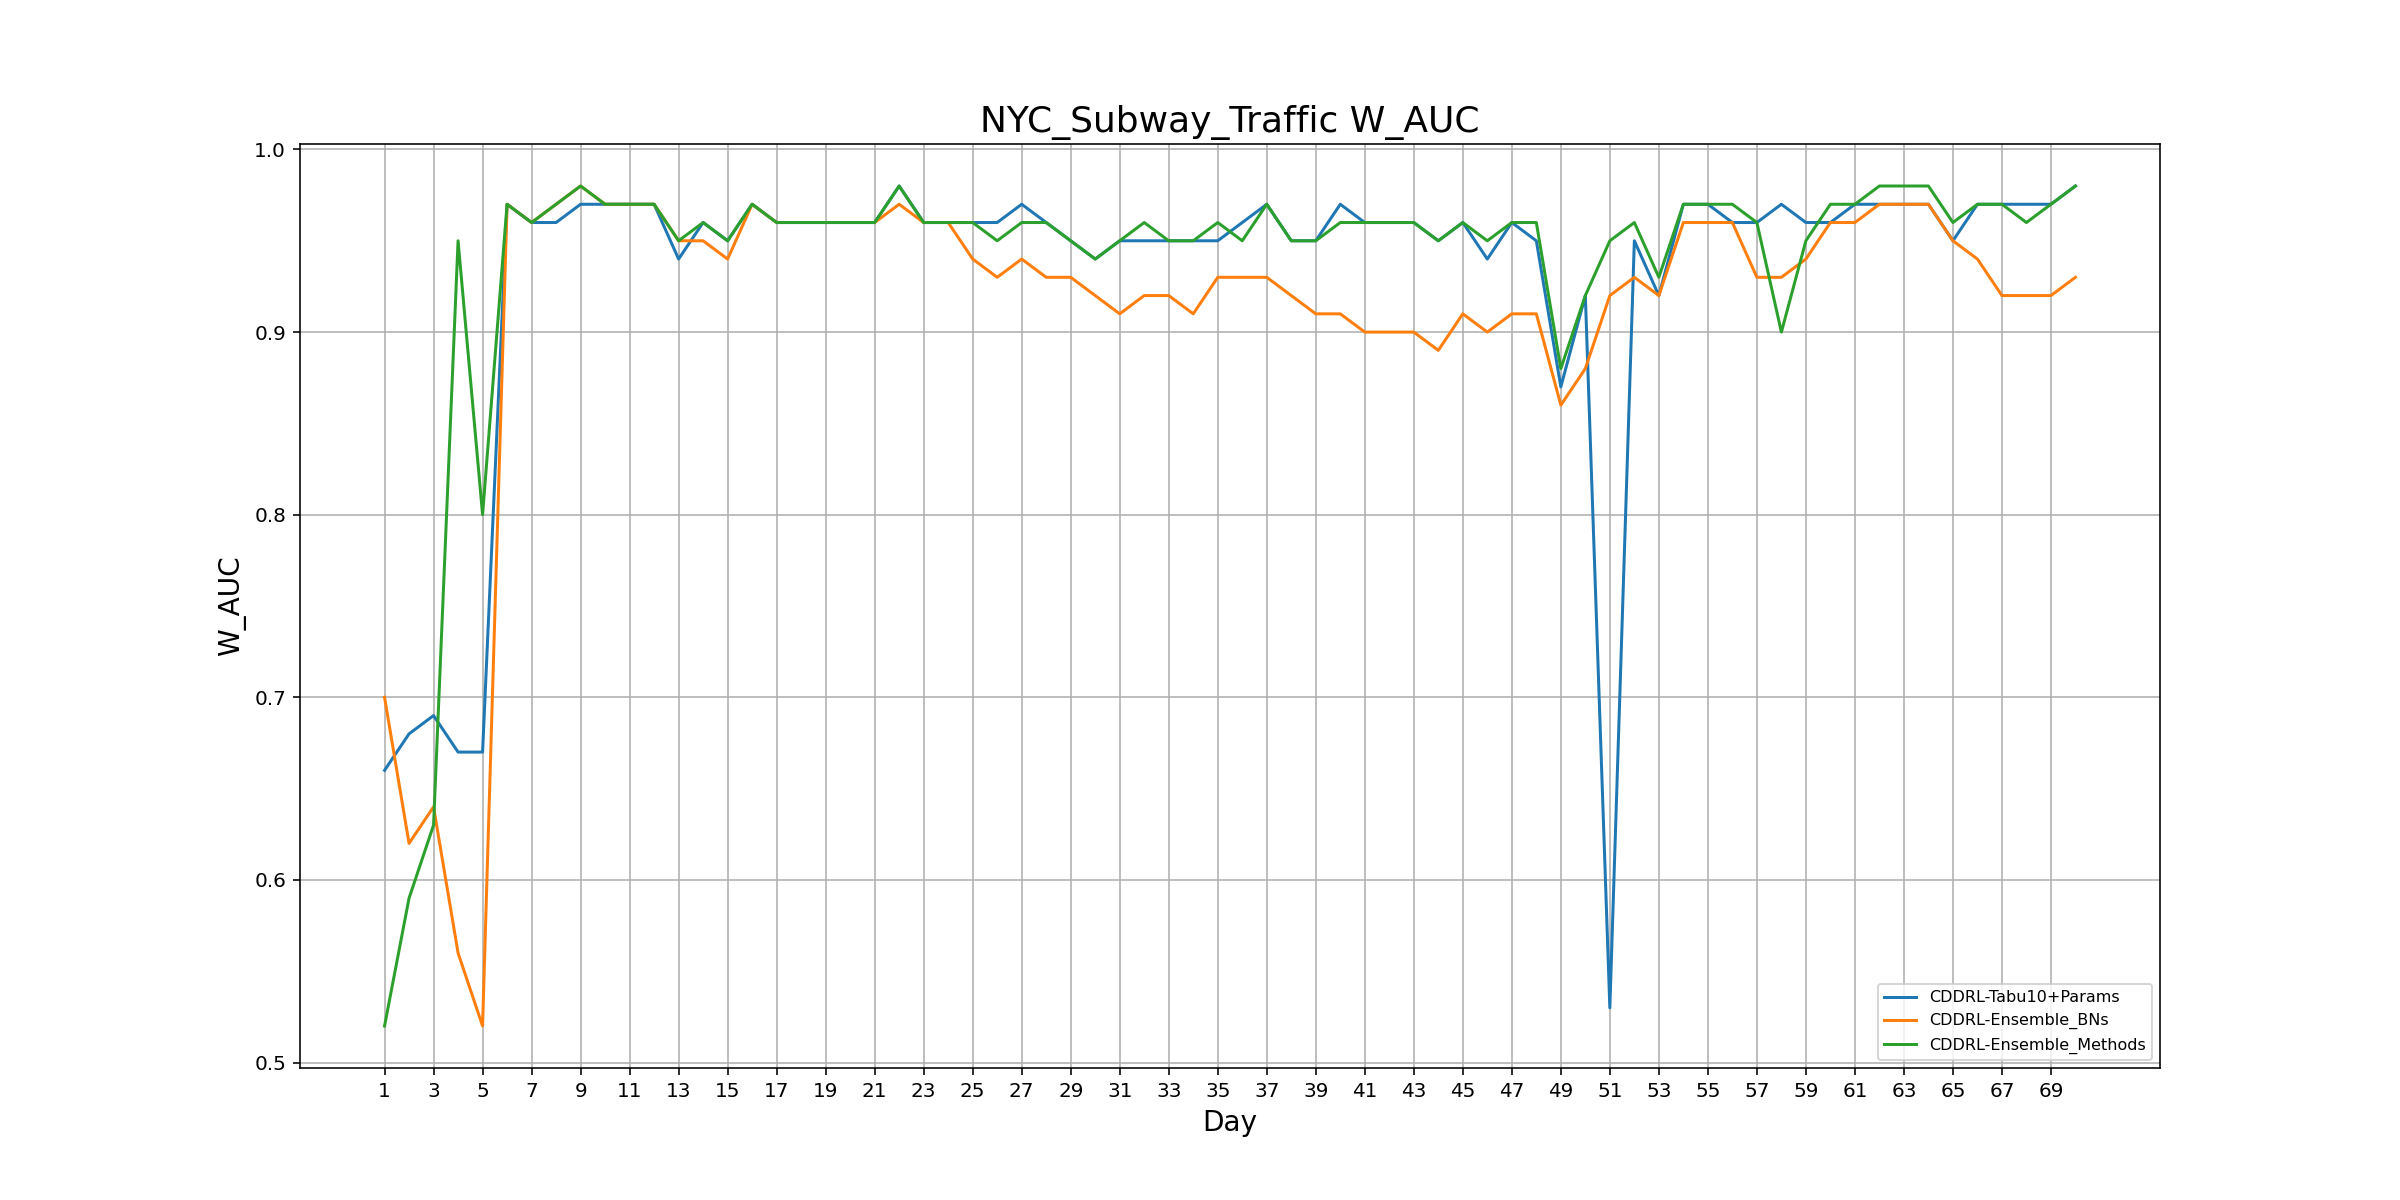 NYC_Subway_Traffic W_AUC
1.0
0.9
0.8
0.7
0.6
0.5
W_AUC
1 3 5 7 9 11 13 15 17 19 21 23 25 27 29 31 33 35 37 39 41 43 45 47 49 51 53 55 57 59 61 63 65 67 69
Day
CDDRL-Tabu10+Params
CDDRL-Ensemble_BNs
CDDRL-Ensemble_Methods